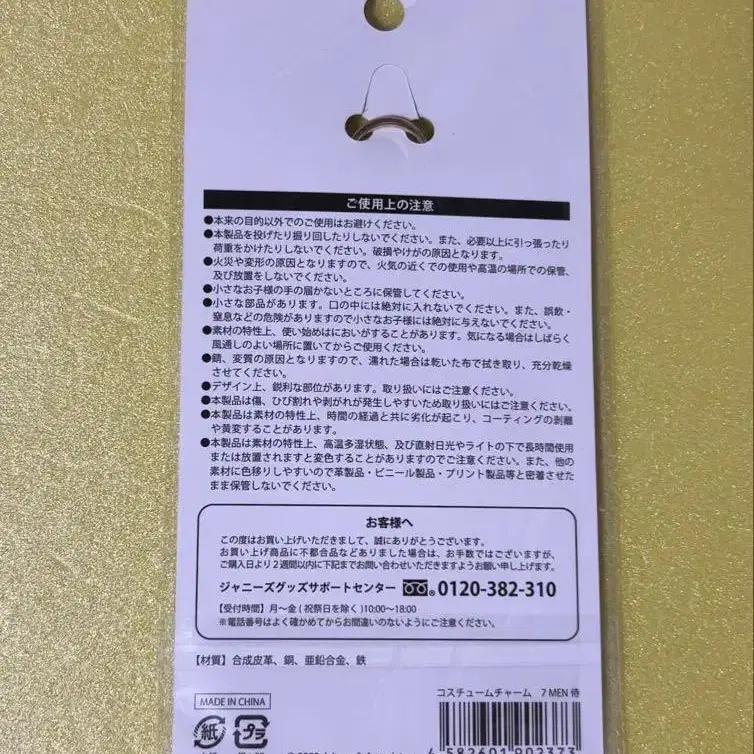 ご使用上の注意
●本来の目的以外でのご使用はお避けください。
●本製品を投げたり振り回したりしないでください。また、必要以上に引っ張ったり
荷重をかけたりしないでください。破損やけがの原因となります。
●火災や変形の原因となりますので、火気の近くでの使用や高温の場所での保管、
及び放置をしないでください。
●小さなお子様の手の届かないところに保管してください。
●小さな部品があります。口の中には絶対に入れないでください。また、誤飲・
窒息などの危険がありますので小さなお子様には絶対に与えないでください。
●素材の特性上、使い始めはにおいがすることがあります。気になる場合はしばらく
風通しのよい場所に置いてからご使用ください。
●錆、変質の原因となりますので、濡れた場合は乾いた布で拭き取り、充分乾燥
させてください。
●デザイン上、鋭利な部位があります。取り扱いにはご注意ください。
●本製品は傷、ひび割れや剥がれが発生しやすいため取り扱いにはご注意ください。
●本製品は素材の特性上、時間の経過と共に劣化が起こり、コーティングの剥離
や黄変することがあります。
●本製品は素材の特性上、高温多湿状態、及び直射日光やライトの下で長時間使用
または放置されますと変色することがありますのでご注意ください。また、他の
素材に色移りしやすいので革製品・ビニール製品・プリント製品等と密着させた
まま保管しないでください。
お客様へ
この度はお買い上げいただきまして、誠にありがとうございます。
お買い上げ商品に不都合品などありました場合は、お手数ではございますが、
ご購入日より2週間以内に下記までお問い合わせいただきますようお願い申し上げます。
ジャニーズグッズサポートセンター 0120-382-310
【受付時間】月〜金(祝祭日を除く)10:00〜18:00
※電話番号はよく確かめてからお間違いのないようにご注意ください。
【材質】合成皮革、銅、亜鉛合金、鉄
MADE IN CHINA
紙 プラ
コスチュームチャーム 7 MEN 侍
4 582601 902373